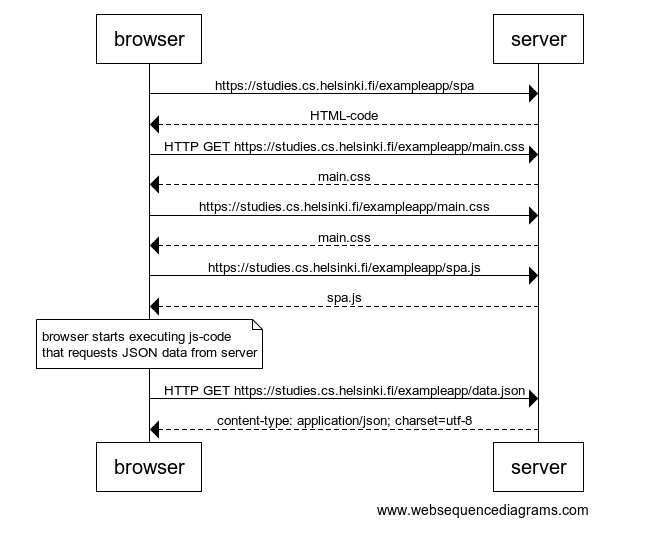 browser server
https://studies.cs.helsinki.fi/exampleapp/spa
HTML-code
HTTP GET https://studies.cs.helsinki.fi/exampleapp/main.css
main.css
https://studies.cs.helsinki.fi/exampleapp/main.css
main.css
https://studies.cs.helsinki.fi/exampleapp/spa.js
spa.js
browser starts executing js-code
that requests JSON data from server
HTTP GET https://studies.cs.helsinki.fi/exampleapp/data.json
content-type: application/json; charset=utf-8
browser server
www.websequencediagrams.com